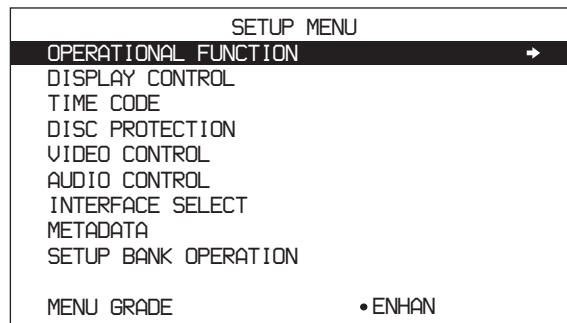 SETUP MENU
OPERATIONAL FUNCTION ➔
DISPLAY CONTROL
TIME CODE
DISC PROTECTION
VIDEO CONTROL
AUDIO CONTROL
INTERFACE SELECT
METADATA
SETUP BANK OPERATION
MENU GRADE •ENHAN